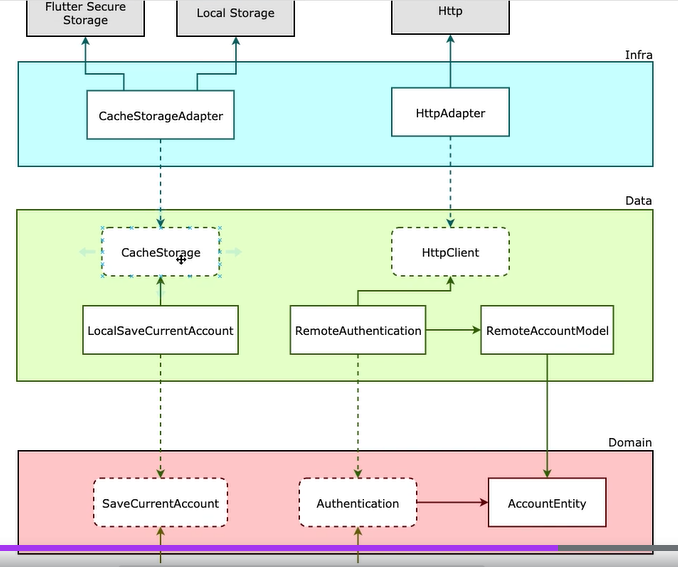 Flutter Secure
Storage
Local Storage
Http
Infra
CacheStorageAdapter
HttpAdapter
Data
CacheStorage
HttpClient
LocalSaveCurrentAccount
RemoteAuthentication
RemoteAccountModel
Domain
SaveCurrentAccount
Authentication
AccountEntity